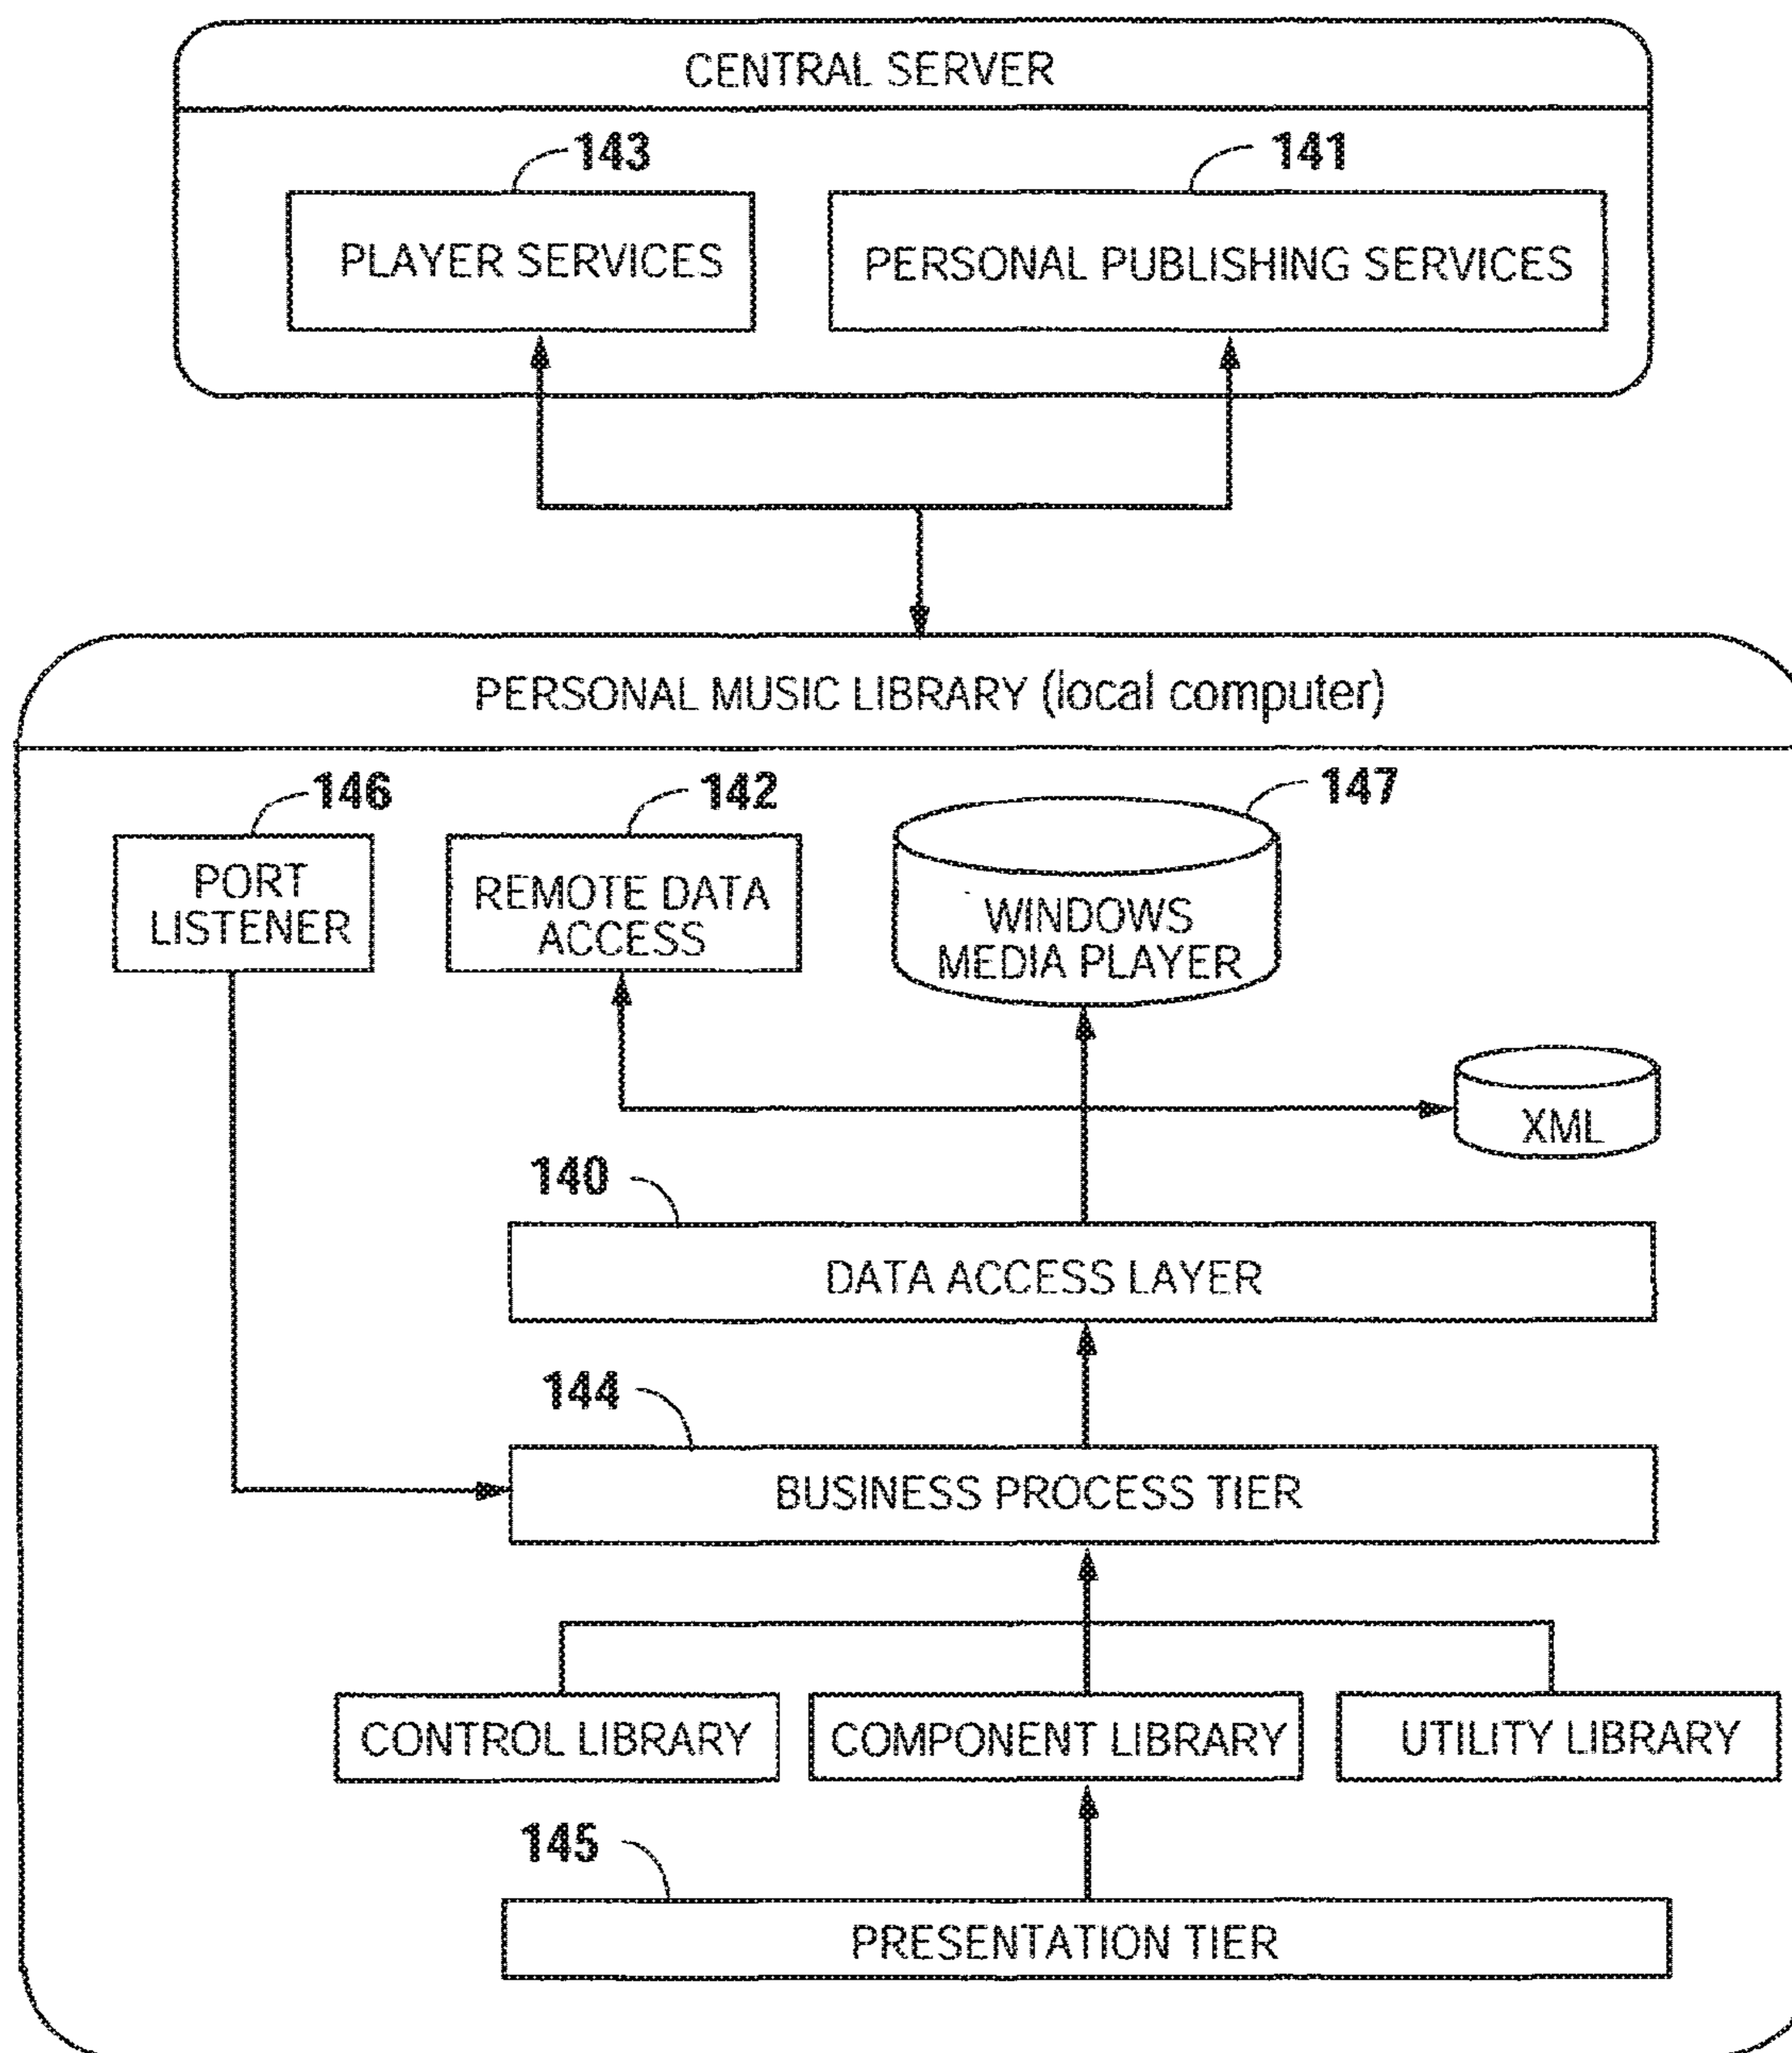 CENTRAL SERVER
143
141
PLAYER SERVICES
PERSONAL PUBLISHING SERVICES
PERSONAL MUSIC LIBRARY (local computer)
146
142
147
PORT
LISTENER
REMOTE DATA
ACCESS
WINDOWS
MEDIA PLAYER
XML
140
DATA ACCESS LAYER
144
BUSINESS PROCESS TIER
CONTROL LIBRARY
COMPONENT LIBRARY
UTILITY LIBRARY
145
PRESENTATION TIER